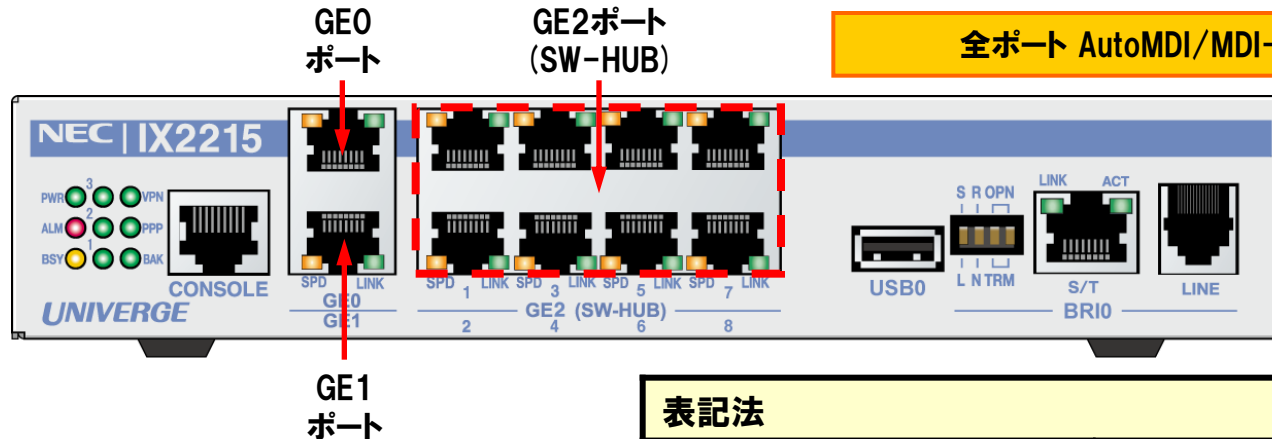 GE0
ポート
GE2ポート
(SW-HUB)
全ポート AutoMDI/MDI-
NEC | IX2215
PWR 3 VPN
ALM 2 PPP
BSY 1 BAK
CONSOLE
UNIVERGE
SPD LINK
GE0
GE1
SPD 1 LINK SPD 3 LINK SPD 5 LINK SPD 7 LINK
GE2 (SW-HUB)
2 4 6 8
USB0
S R OPN
L N TRM
LINK ACT
S/T
LINE
BRI0
GE1
ポート
表記法